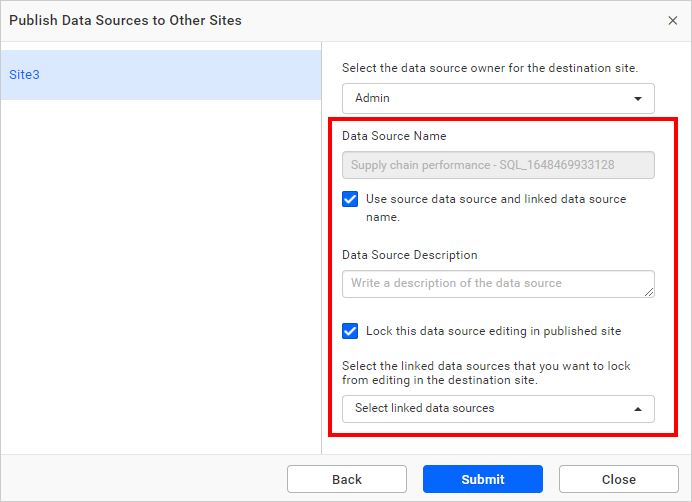 Publish Data Sources to Other Sites
Site3
Select the data source owner for the destination site.
Admin
Data Source Name
Supply chain performance - SQL_1648469933128
Use source data source and linked data source
name.
Data Source Description
Write a description of the data source
Lock this data source editing in published site
Select the linked data sources that you want to lock
from editing in the destination site.
Select linked data sources
Back
Submit
Close